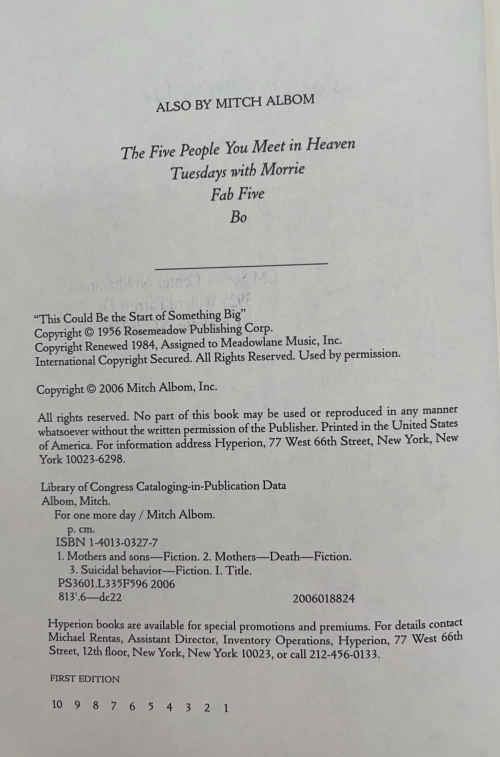 ALSO BY MITCH ALBOM
The Five People You Meet in Heaven
Tuesdays with Morrie
Fab Five
Bo
“This Could Be the Start of Something Big”
Copyright © 1956 Rosemeadow Publishing Corp.
Copyright Renewed 1984, Assigned to Meadowlane Music, Inc.
International Copyright Secured. All Rights Reserved. Used by permission.
Copyright © 2006 Mitch Albom, Inc.
All rights reserved. No part of this book may be used or reproduced in any manner
whatsoever without the written permission of the Publisher. Printed in the United States
of America. For information address Hyperion, 77 West 66th Street, New York, New
York 10023-6298.
Library of Congress Cataloging-in-Publication Data
Albom, Mitch.
For one more day / Mitch Albom.
p. cm.
ISBN 1-4013-0327-7
1. Mothers and sons—Fiction. 2. Mothers—Death—Fiction.
3. Suicidal behavior—Fiction. I. Title.
PS3601.L335F596 2006
813'.6—dc22 2006018824
Hyperion books are available for special promotions and premiums. For details contact
Michael Rentas, Assistant Director, Inventory Operations, Hyperion, 77 West 66th
Street, 12th floor, New York, New York 10023, or call 212-456-0133.
FIRST EDITION
10 9 8 7 6 5 4 3 2 1